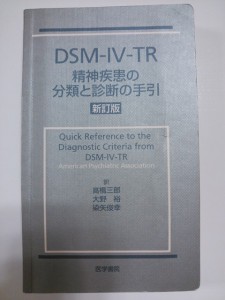 DSM-IV-TR
精神疾患の
分類と診断の手引
新訂版
Quick Reference to the
Diagnostic Criteria from
DSM-IV-TR
American Psychiatric Association
訳
高橋三郎
大野 裕
染矢俊幸
医学書院